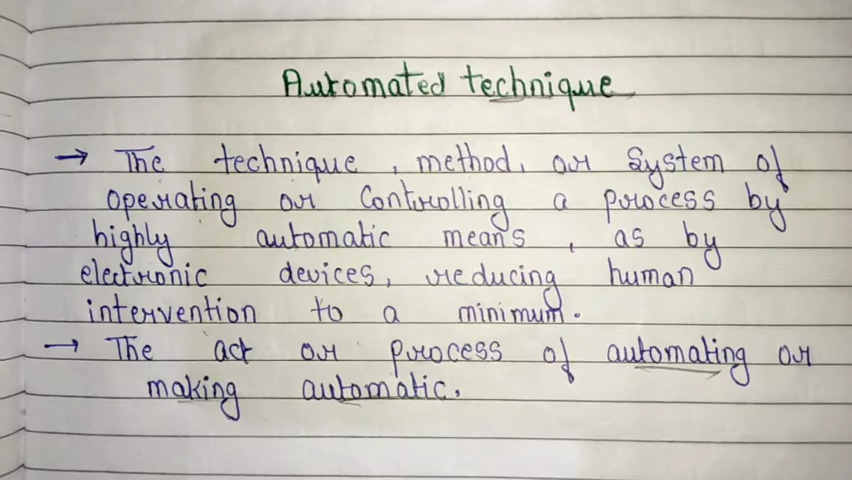 Automated technique
→ The technique, method, or System of
operating or Controlling a process by
highly automatic means, as by
electronic devices, reducing human
intervention to a minimum.
→ The act or process of automating or
making automatic.